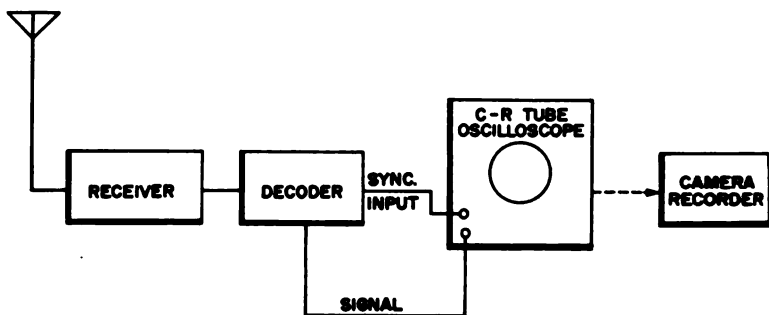 C-R TUBE
OSCILLOSCOPE
RECEIVER
DECODER
SYNC.
INPUT
CAMERA
RECORDER
SIGNAL